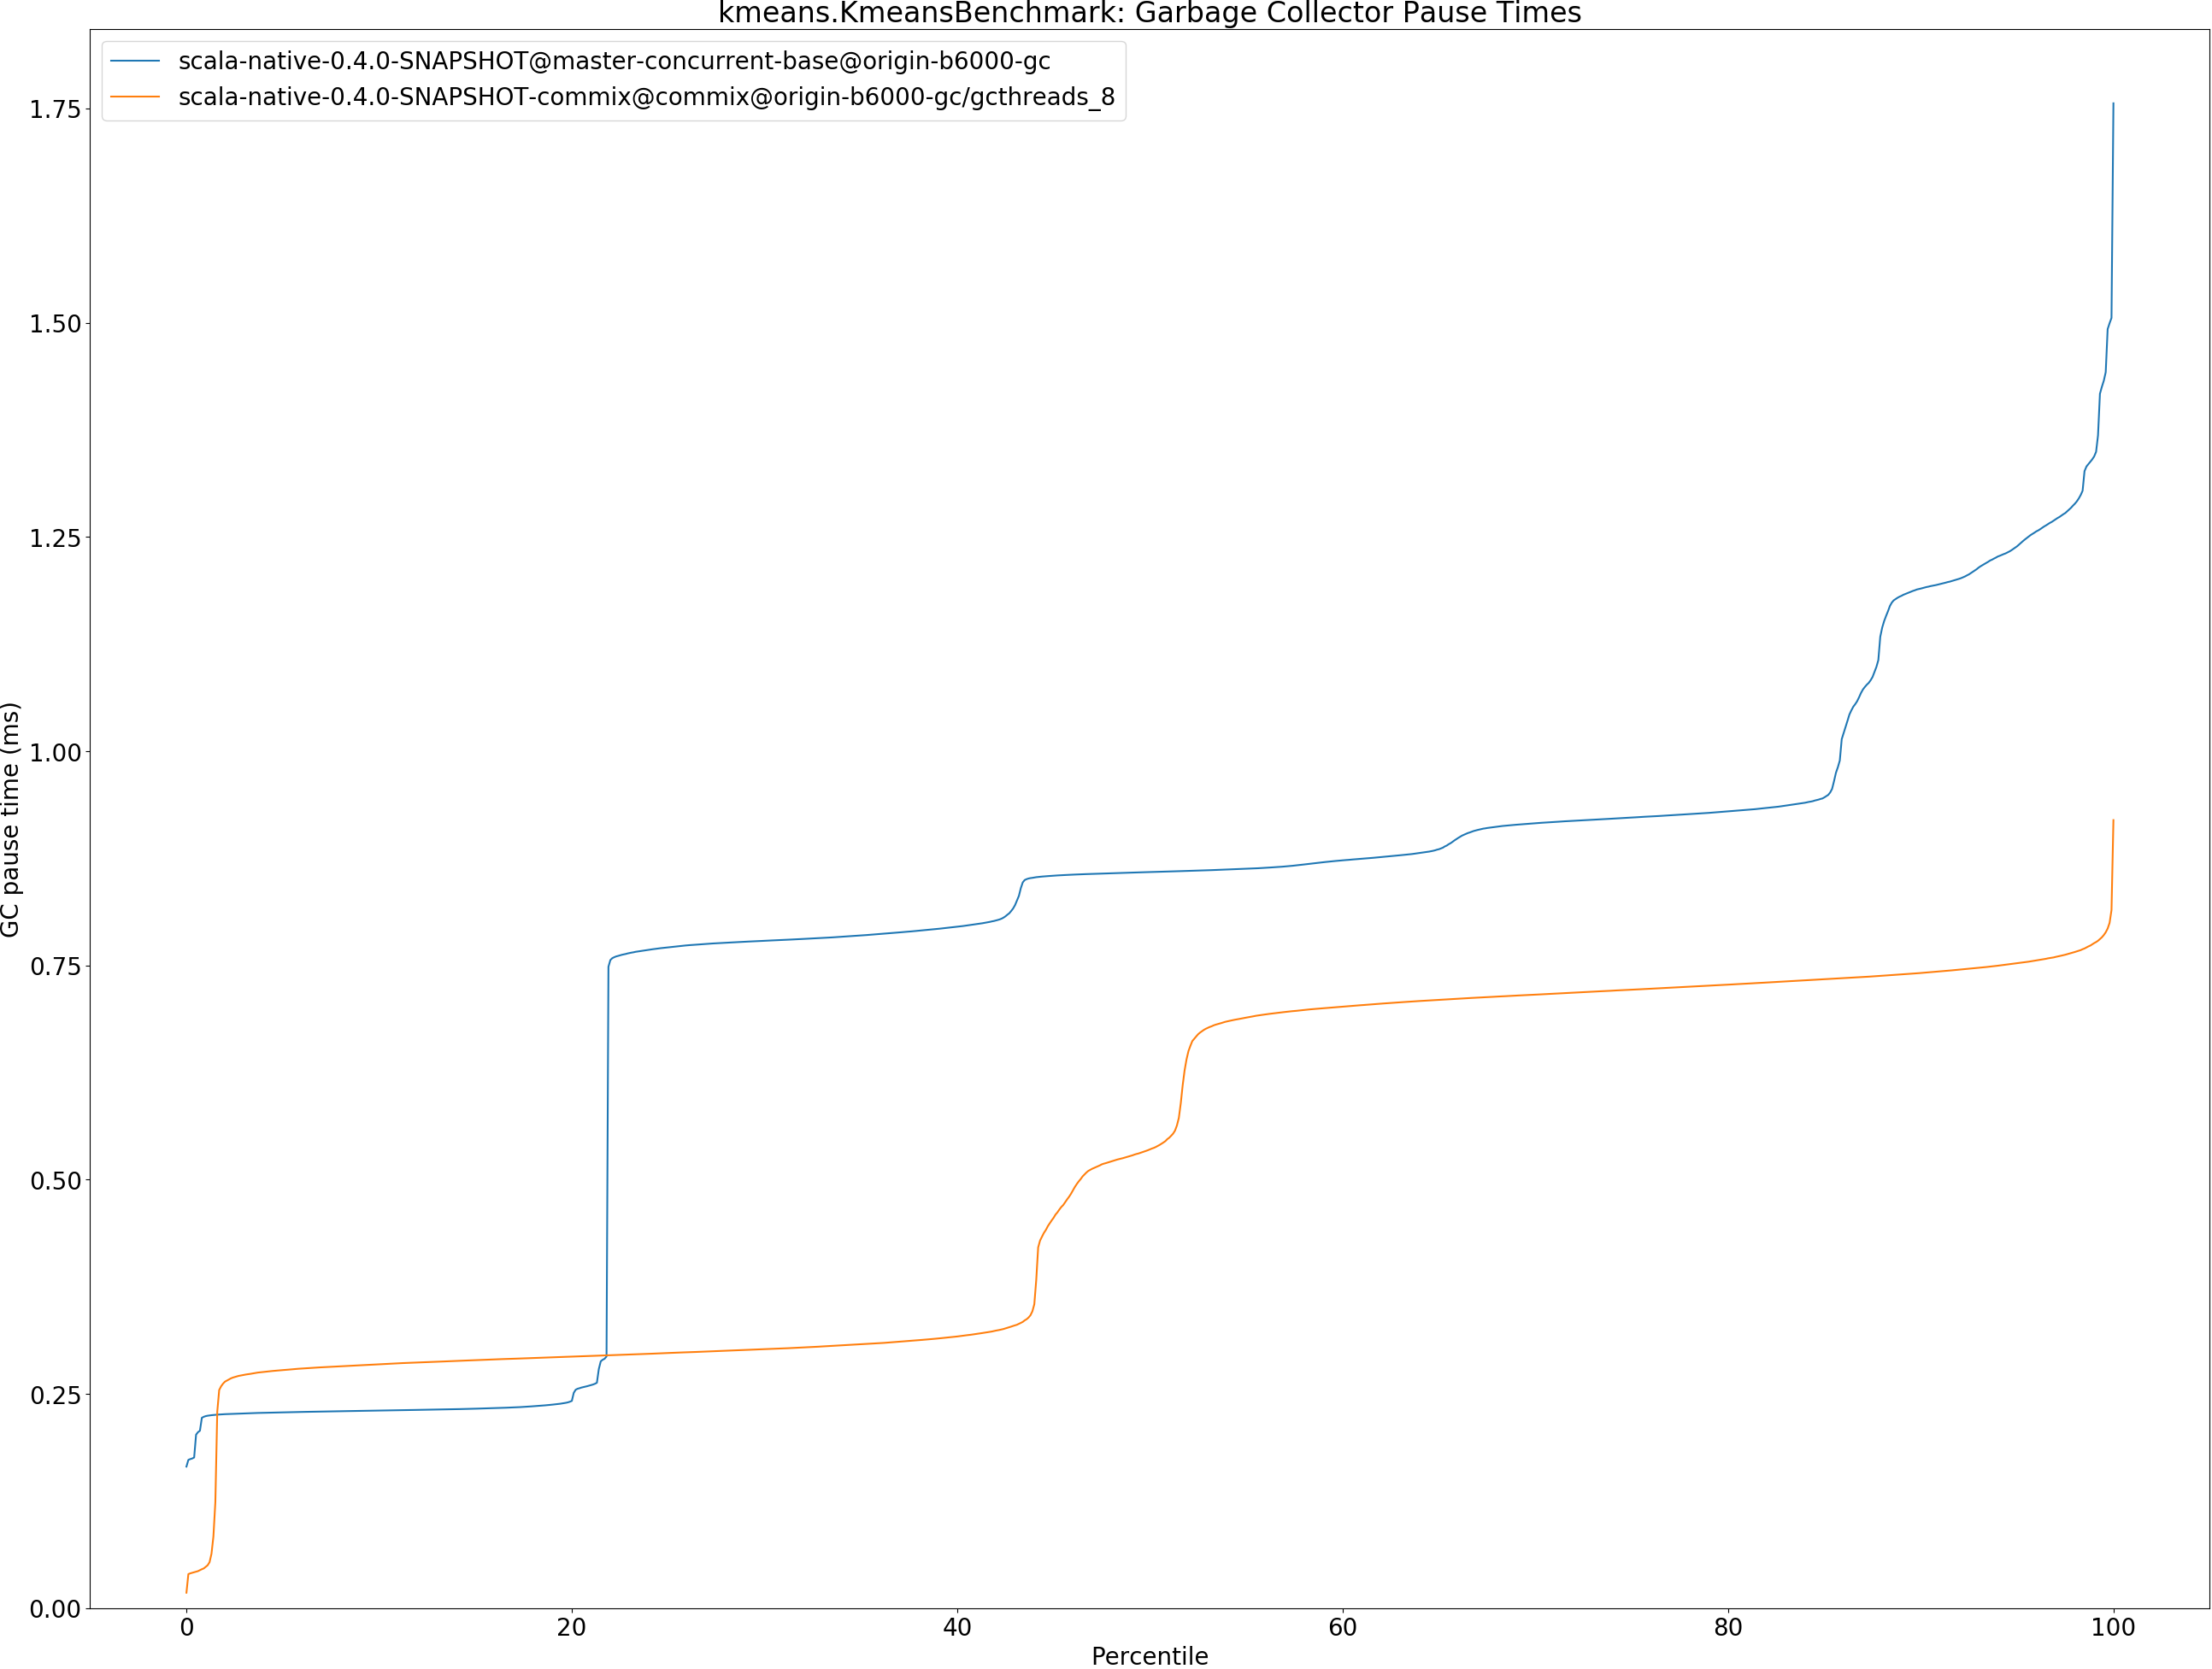 kmeans.KmeansBenchmark: Garbage Collector Pause Times
scala-native-0.4.0-SNAPSHOT@master-concurrent-base@origin-b6000-gc
scala-native-0.4.0-SNAPSHOT-commix@commix@origin-b6000-gc/gcthreads_8
1.75
1.50
1.25
1.00
0.75
0.50
0.25
0.00
GC pause time (ms)
0 20 40 60 80 100
Percentile